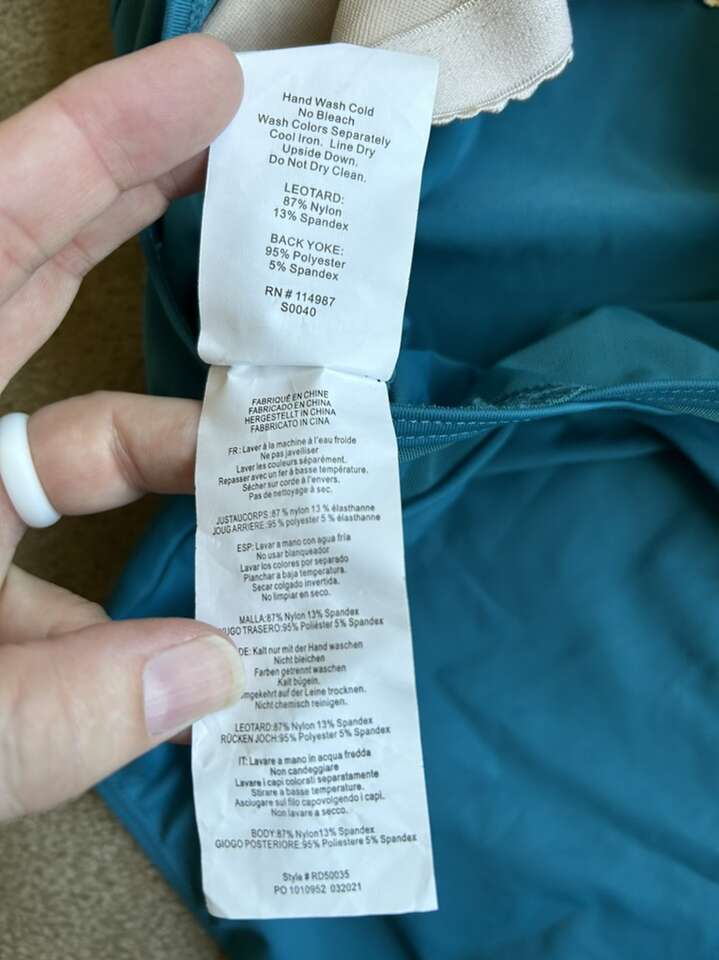 Hand Wash Cold
No Bleach
Wash Colors Separately
Cool Iron. Line Dry
Upside Down.
Do Not Dry Clean.
LEOTARD:
87% Nylon
13% Spandex
BACK YOKE:
95% Polyester
5% Spandex
RN # 114987
S0040
FABRIQUÉ EN CHINE
FABRICADO EN CHINA
HERGESTELLT IN CHINA
FABBRICATO IN CINA
FR: Laver à la machine à l'eau froide
Ne pas javelliser
Laver les couleurs séparément.
Repasser avec un fer à basse température.
Sécher sur corde à l'envers.
Pas de nettoyage à sec.
JUSTAUCORPS:87 % nylon 13 % élasthanne
JOUG ARRIERE:95 % polyester 5 % élasthanne
ESP: Lavar a mano con agua fría
No usar blanqueador
Lavar los colores por separado
Planchar a baja temperatura.
Secar colgado invertida.
No limpiar en seco.
MALLA:87% Nylon 13% Spandex
UGO TRASERO:95% Poliéster 5% Spandex
DE: Kalt nur mit der Hand waschen
Nicht bleichen
Farben getrennt waschen
Kalt bügeln.
mgekehrt auf der Leine trocknen.
Nicht chemisch reinigen.
LEOTARD:87% Nylon 13% Spandex
RÜCKEN JOCH:95% Polyester 5% Spandex
IT: Lavare a mano in acqua fredda
Non candeggiare
Lavare i capi colorati separatamente
Stirare a basse temperature.
Asciugare sul filo capovolgendo i capi.
Non lavare a secco.
BODY:87% Nylon13% Spandex
GIOGO POSTERIORE:95% Poliestere 5% Spandex
Style # RD50035
PO 1010952 032021